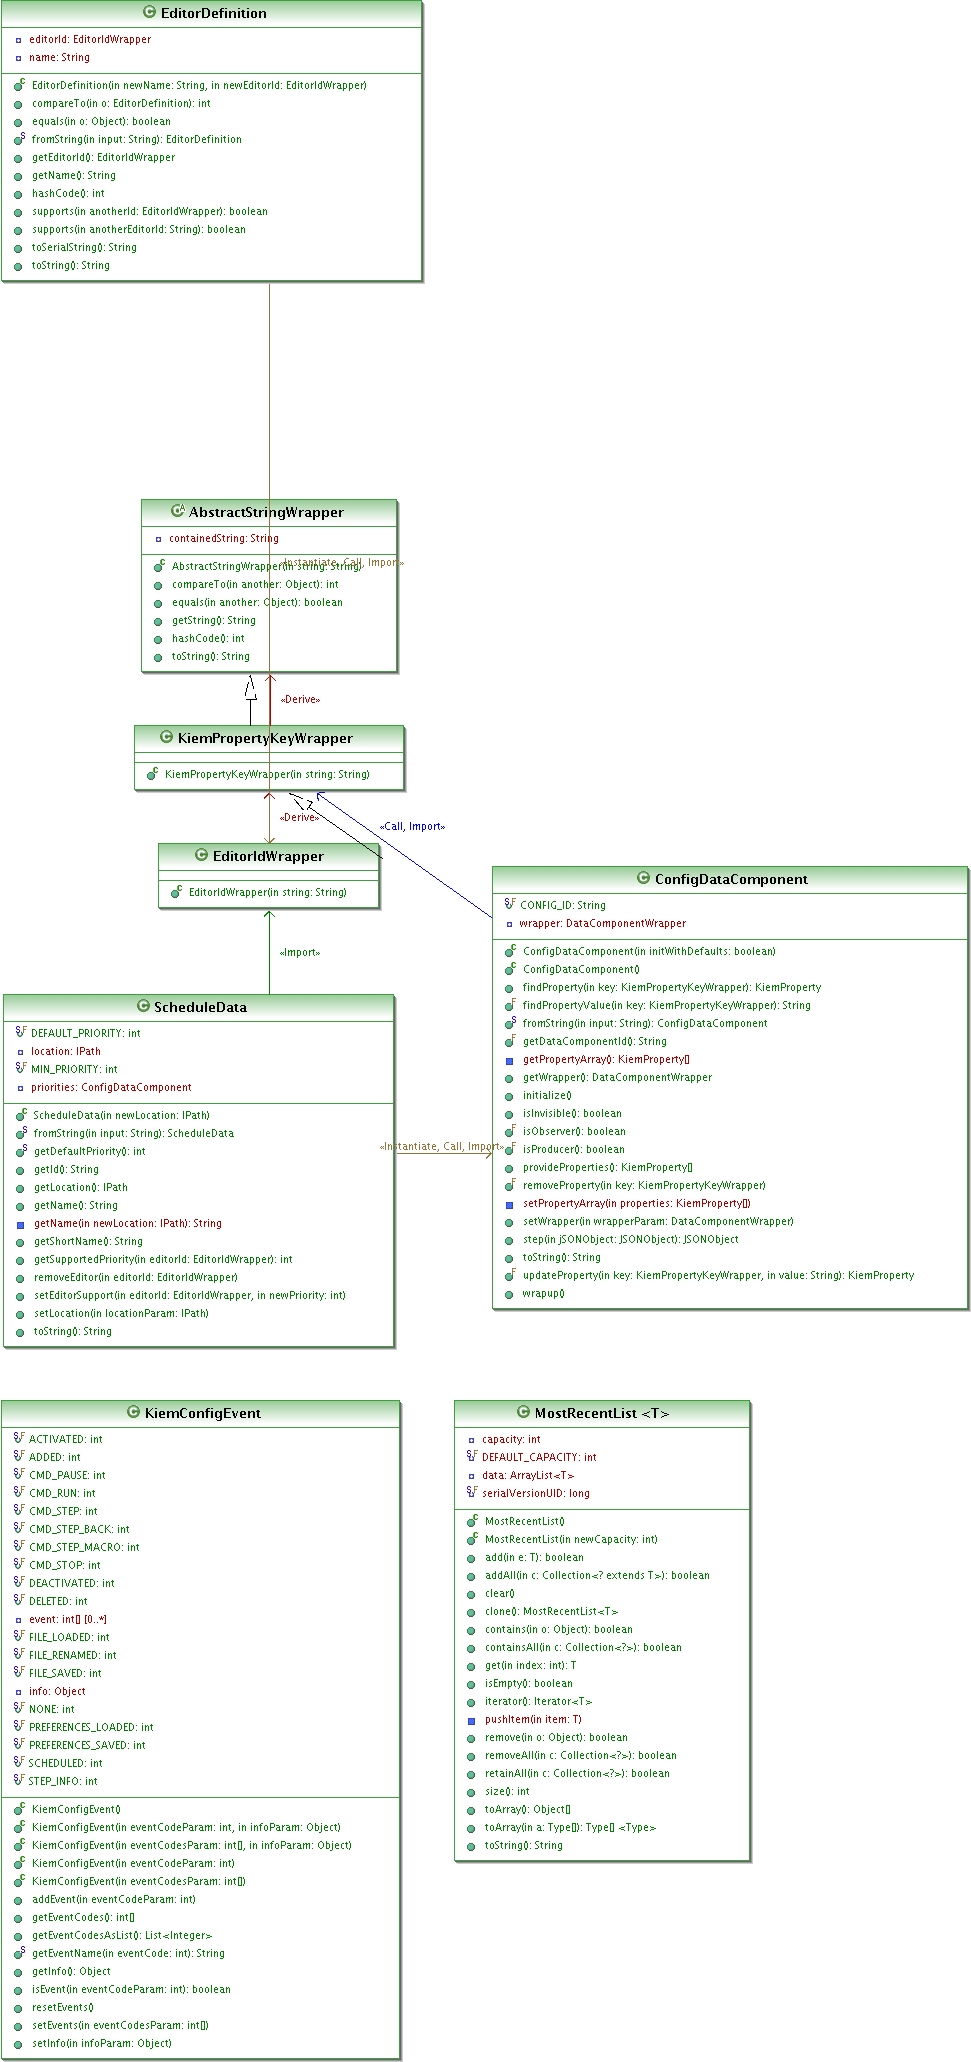 EditorDefinition
editorId: EditorIdWrapper
name: String
EditorDefinition(in newName: String, in newEditorId: EditorIdWrapper)
compareTo(in o: EditorDefinition): int
equals(in o: Object): boolean
fromString(in input: String): EditorDefinition
getEditorId(): EditorIdWrapper
getName(): String
hashCode(): int
supports(in anotherId: EditorIdWrapper): boolean
supports(in anotherEditorId: String): boolean
toSerialString(): String
toString(): String
AbstractStringWrapper
containedString: String
«Instantiate, Call, Import»
AbstractStringWrapper(in string: String)
compareTo(in another: Object): int
equals(in another: Object): boolean
getString(): String
hashCode(): int
toString(): String
«Derive»
KiemPropertyKeyWrapper
KiemPropertyKeyWrapper(in string: String)
«Derive»
«Call, Import»
EditorIdWrapper
EditorIdWrapper(in string: String)
«Import»
ConfigDataComponent
CONFIG_ID: String
wrapper: DataComponentWrapper
ConfigDataComponent(in initWithDefaults: boolean)
ConfigDataComponent()
findProperty(in key: KiemPropertyKeyWrapper): KiemProperty
findPropertyValue(in key: KiemPropertyKeyWrapper): String
fromString(in input: String): ConfigDataComponent
getDataComponentId(): String
getPropertyArray(): KiemProperty[]
getWrapper(): DataComponentWrapper
initialize()
isInvisible(): boolean
isObserver(): boolean
isProducer(): boolean
provideProperties(): KiemProperty[]
removeProperty(in key: KiemPropertyKeyWrapper)
setPropertyArray(in properties: KiemProperty[])
setWrapper(in wrapperParam: DataComponentWrapper)
step(in jSONObject: JSONObject): JSONObject
toString(): String
updateProperty(in key: KiemPropertyKeyWrapper, in value: String): KiemProperty
wrapup()
ScheduleData
DEFAULT_PRIORITY: int
location: IPath
MIN_PRIORITY: int
priorities: ConfigDataComponent
ScheduleData(in newLocation: IPath)
fromString(in input: String): ScheduleData
getDefaultPriority(): int
getId(): String
getLocation(): IPath
getName(): String
getName(in newLocation: IPath): String
getShortName(): String
getSupportedPriority(in editorId: EditorIdWrapper): int
removeEditor(in editorId: EditorIdWrapper)
setEditorSupport(in editorId: EditorIdWrapper, in newPriority: int)
setLocation(in locationParam: IPath)
toString(): String
«Instantiate, Call, Import»
KiemConfigEvent
ACTIVATED: int
ADDED: int
CMD_PAUSE: int
CMD_RUN: int
CMD_STEP: int
CMD_STEP_BACK: int
CMD_STEP_MACRO: int
CMD_STOP: int
DEACTIVATED: int
DELETED: int
event: int[] [0..*]
FILE_LOADED: int
FILE_RENAMED: int
FILE_SAVED: int
info: Object
NONE: int
PREFERENCES_LOADED: int
PREFERENCES_SAVED: int
SCHEDULED: int
STEP_INFO: int
KiemConfigEvent()
KiemConfigEvent(in eventCodeParam: int, in infoParam: Object)
KiemConfigEvent(in eventCodesParam: int[], in infoParam: Object)
KiemConfigEvent(in eventCodeParam: int)
KiemConfigEvent(in eventCodesParam: int[])
addEvent(in eventCodeParam: int)
getEventCodes(): int[]
getEventCodesAsList(): List<Integer>
getEventName(in eventCode: int): String
getInfo(): Object
isEvent(in eventCodeParam: int): boolean
resetEvents()
setEvents(in eventCodesParam: int[])
setInfo(in infoParam: Object)
MostRecentList <T>
capacity: int
DEFAULT_CAPACITY: int
data: ArrayList<T>
serialVersionUID: long
MostRecentList()
MostRecentList(in newCapacity: int)
add(in e: T): boolean
addAll(in c: Collection<? extends T>): boolean
clear()
clone(): MostRecentList<T>
contains(in o: Object): boolean
containsAll(in c: Collection<?>): boolean
get(in index: int): T
isEmpty(): boolean
iterator(): Iterator<T>
pushItem(in item: T)
remove(in o: Object): boolean
removeAll(in c: Collection<?>): boolean
retainAll(in c: Collection<?>): boolean
size(): int
toArray(): Object[]
toArray(in a: Type[]): Type[] <Type>
toString(): String